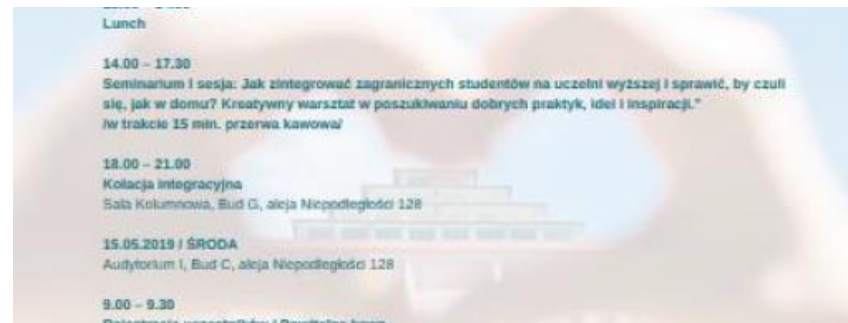 Lunch
14.00 – 17.30
Seminarium I sesja: Jak zintegrować zagranicznych studentów na uczelni wyższej i sprawić, by czuli
się, jak w domu? Kreatywny warsztat w poszukiwaniu dobrych praktyk, idei i inspiracji."
/w trakcie 15 min. przerwa kawowa/
18.00 – 21.00
Kolacja integracyjna
Sala Kolumnowa, Bud G, aleja Niepodległości 128
15.05.2019 / ŚRODA
Audytorium I, Bud C, aleja Niepodległości 128
9.00 – 9.30